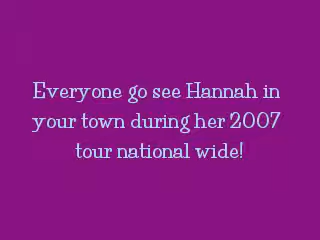 Everyone go see Hannah in
your town during her 2007
tour national wide!